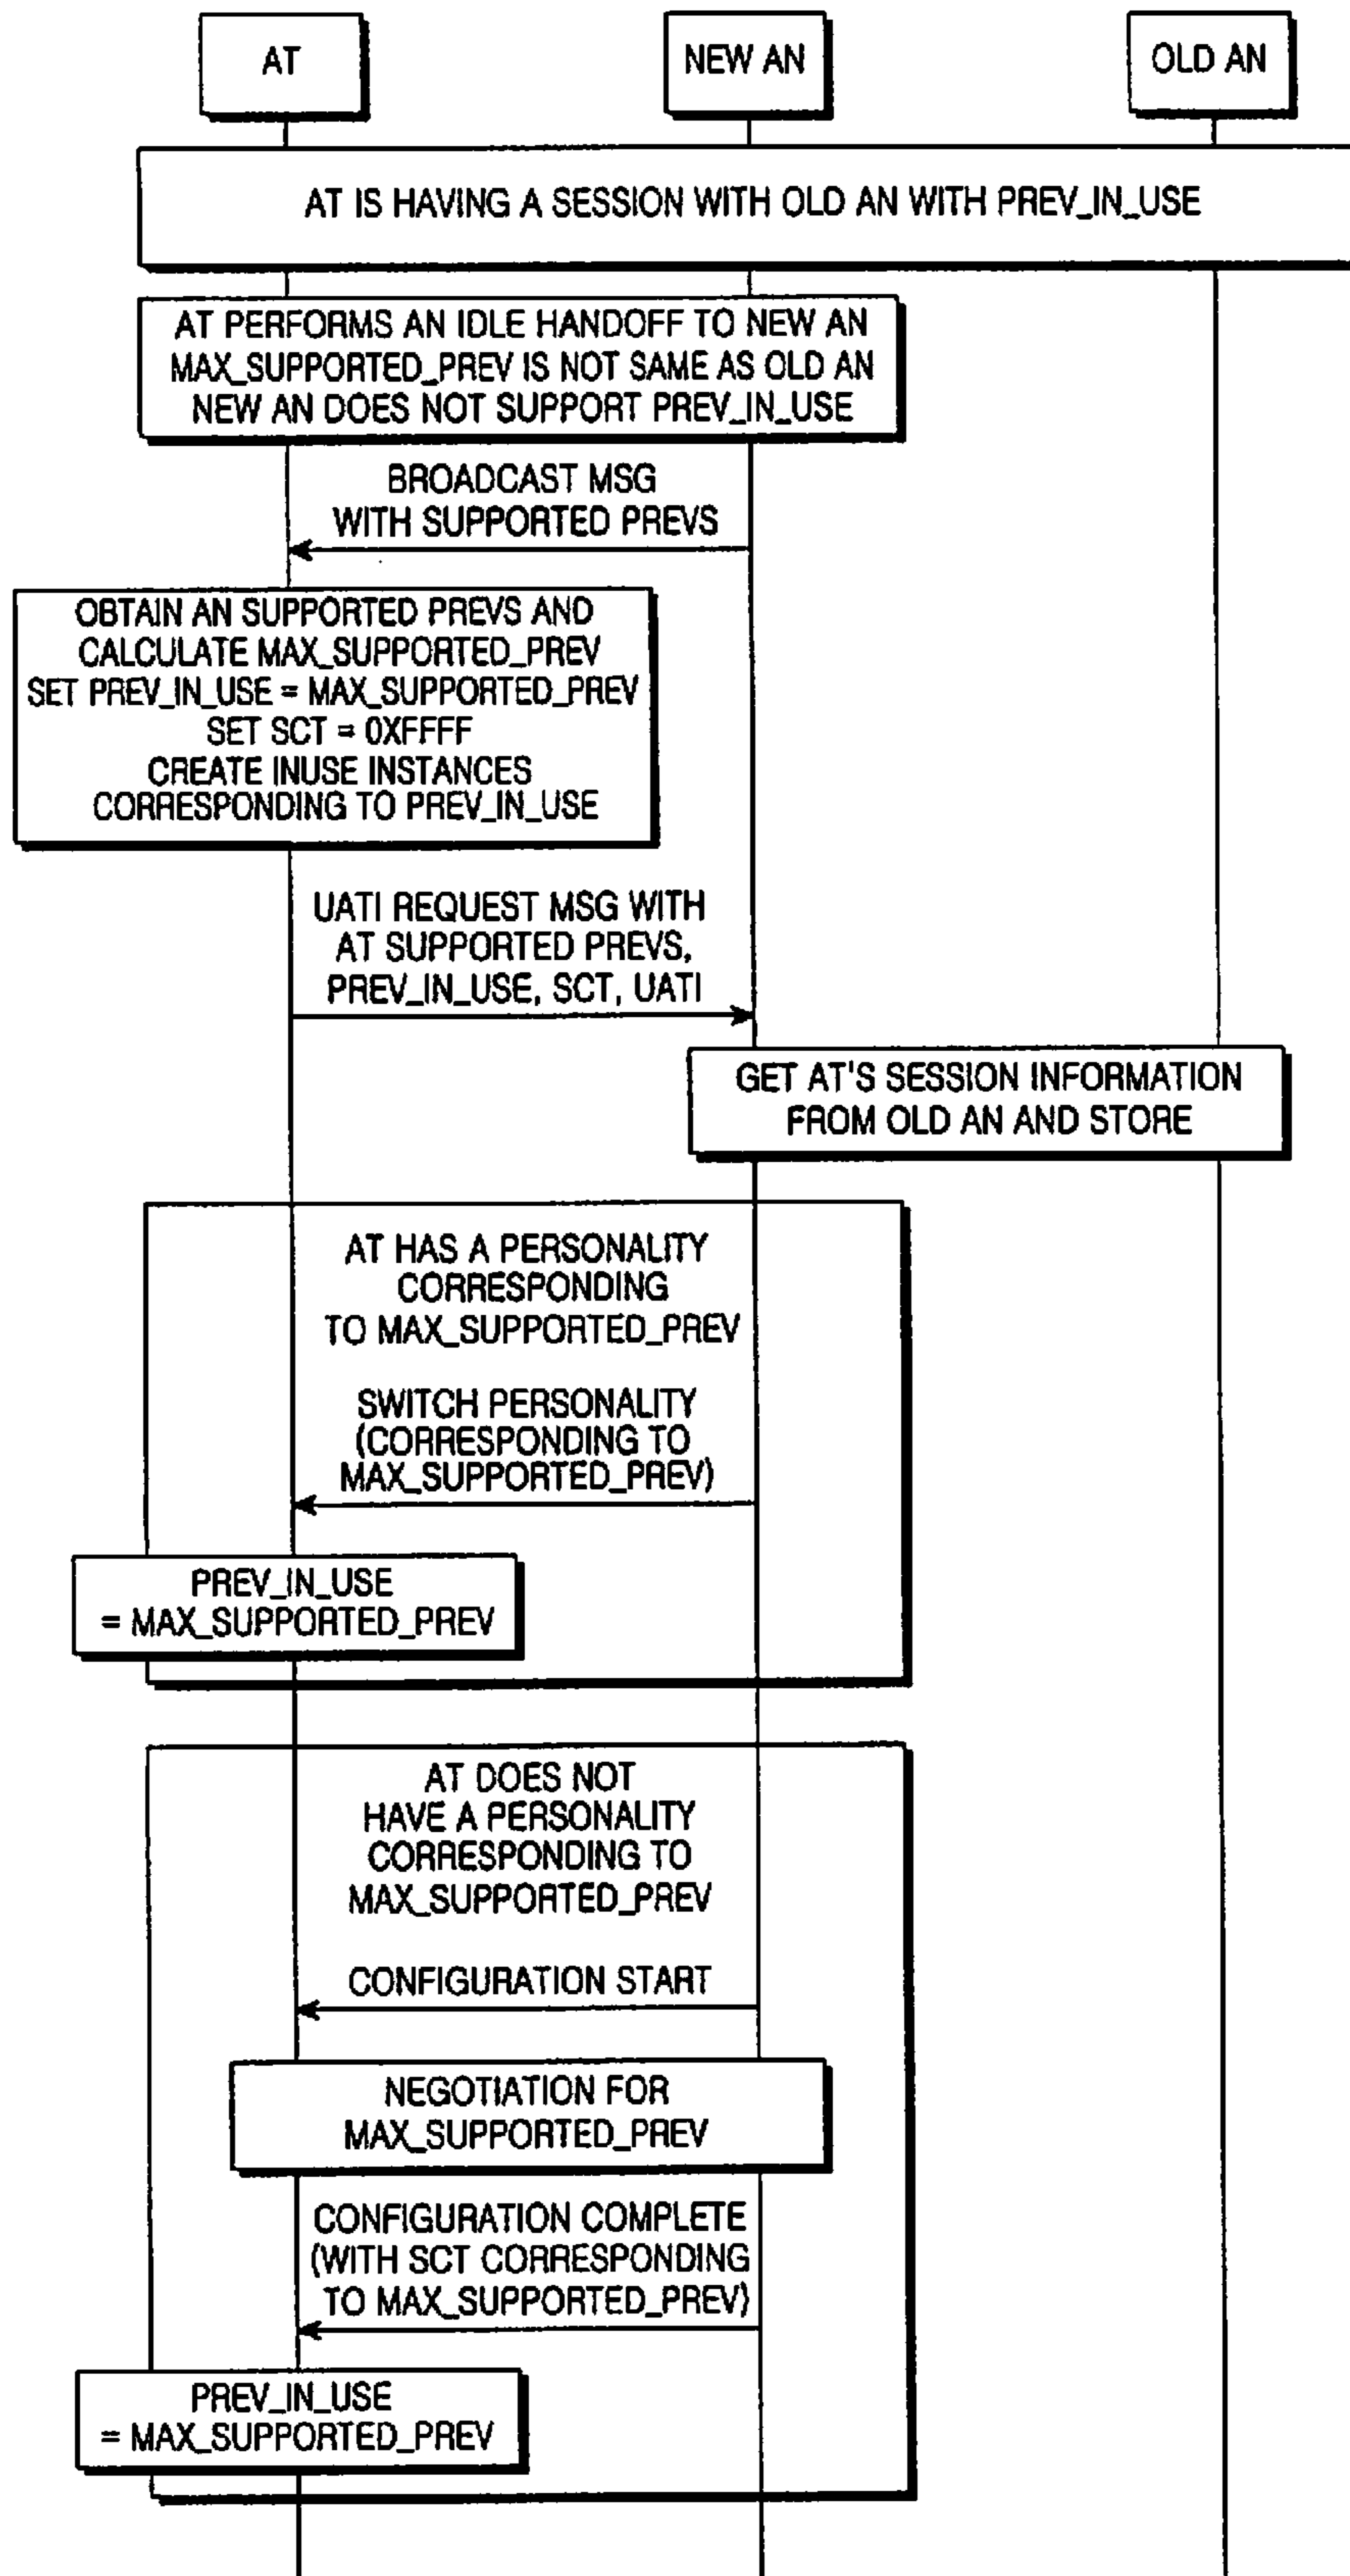 AT
NEW AN
OLD AN
AT IS HAVING A SESSION WITH OLD AN WITH PREV_IN_USE
AT PERFORMS AN IDLE HANDOFF TO NEW AN
MAX_SUPPORTED_PREV IS NOT SAME AS OLD AN
NEW AN DOES NOT SUPPORT PREV_IN_USE
BROADCAST MSG
WITH SUPPORTED PREVS
OBTAIN AN SUPPORTED PREVS AND
CALCULATE MAX_SUPPORTED_PREV
SET PREV_IN_USE = MAX_SUPPORTED_PREV
SET SCT = 0XFFFF
CREATE INUSE INSTANCES
CORRESPONDING TO PREV_IN_USE
UATI REQUEST MSG WITH
AT SUPPORTED PREVS,
PREV_IN_USE, SCT, UATI
GET AT'S SESSION INFORMATION
FROM OLD AN AND STORE
AT HAS A PERSONALITY
CORRESPONDING
TO MAX_SUPPORTED_PREV
SWITCH PERSONALITY
(CORRESPONDING TO
MAX_SUPPORTED_PREV)
PREV_IN_USE
= MAX_SUPPORTED_PREV
AT DOES NOT
HAVE A PERSONALITY
CORRESPONDING TO
MAX_SUPPORTED_PREV
CONFIGURATION START
NEGOTIATION FOR
MAX_SUPPORTED_PREV
CONFIGURATION COMPLETE
(WITH SCT CORRESPONDING
TO MAX_SUPPORTED_PREV)
PREV_IN_USE
= MAX_SUPPORTED_PREV